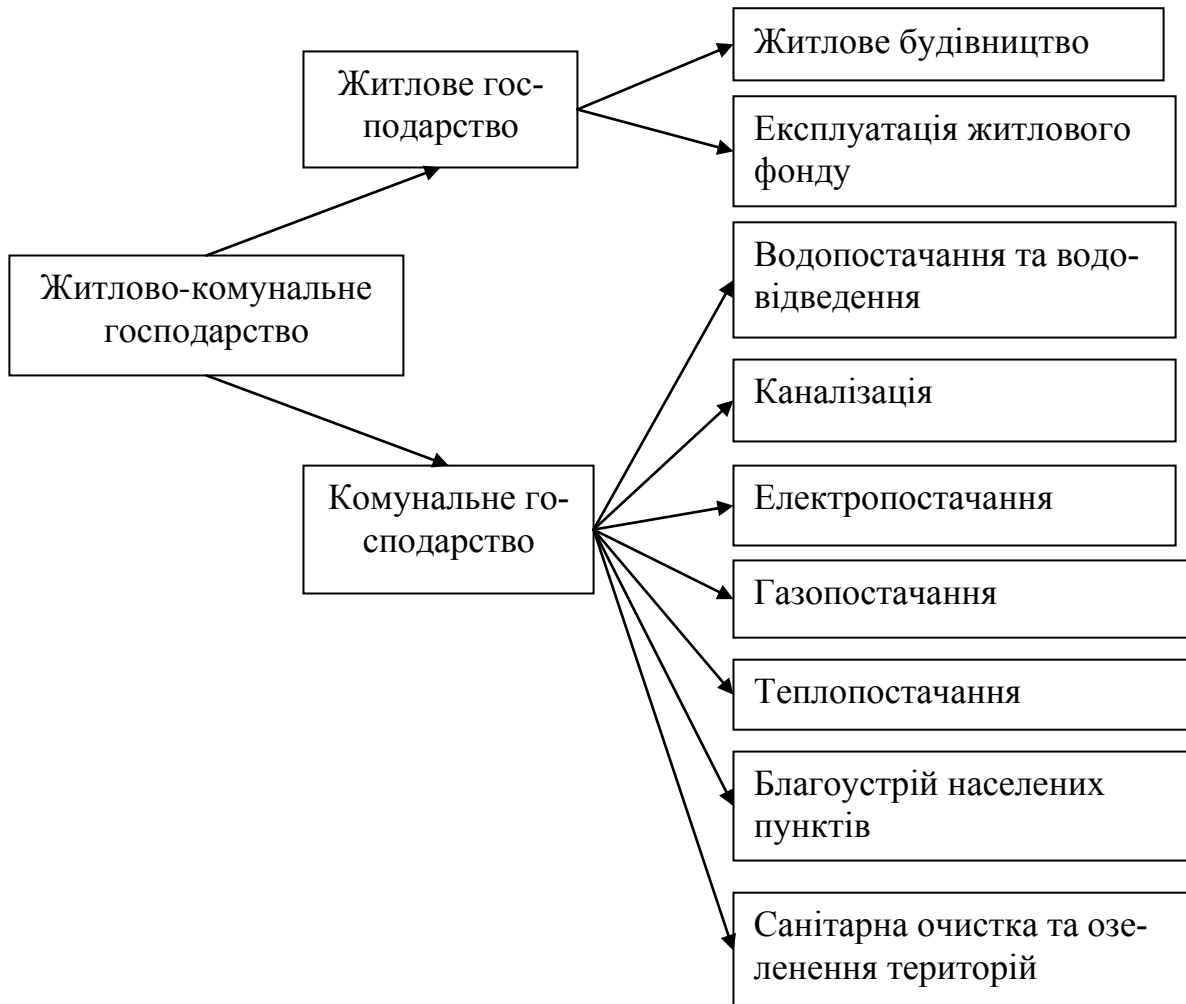 Житлово-комунальне
господарство
Житлове гос-
подарство
Житлове будівництво
Експлуатація житлового
фонду
Комунальне го-
сподарство
Водопостачання та водо-
відведення
Каналізація
Електропостачання
Газопостачання
Теплопостачання
Благоустрій населених
пунктів
Санітарна очистка та озе-
ленення територій